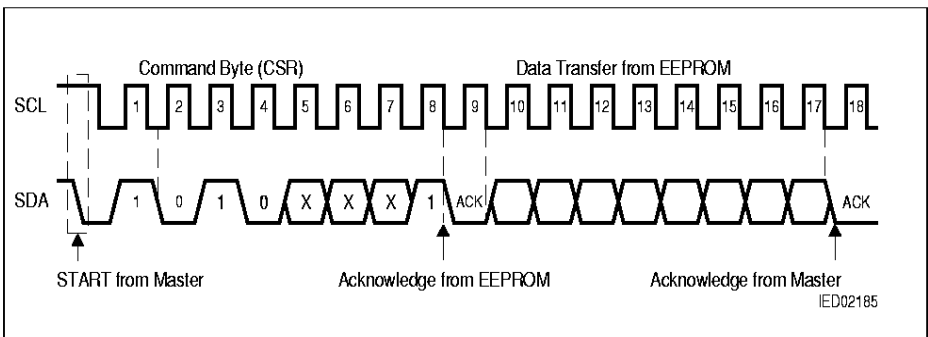 Command Byte (CSR) Data Transfer from EEPROM
SCL 1 2 3 4 5 6 7 8 9 10 11 12 13 14 15 16 17 18
SDA 1 0 1 0 X X X 1 ACK ACK
START from Master Acknowledge from EEPROM Acknowledge from Master
IED02185